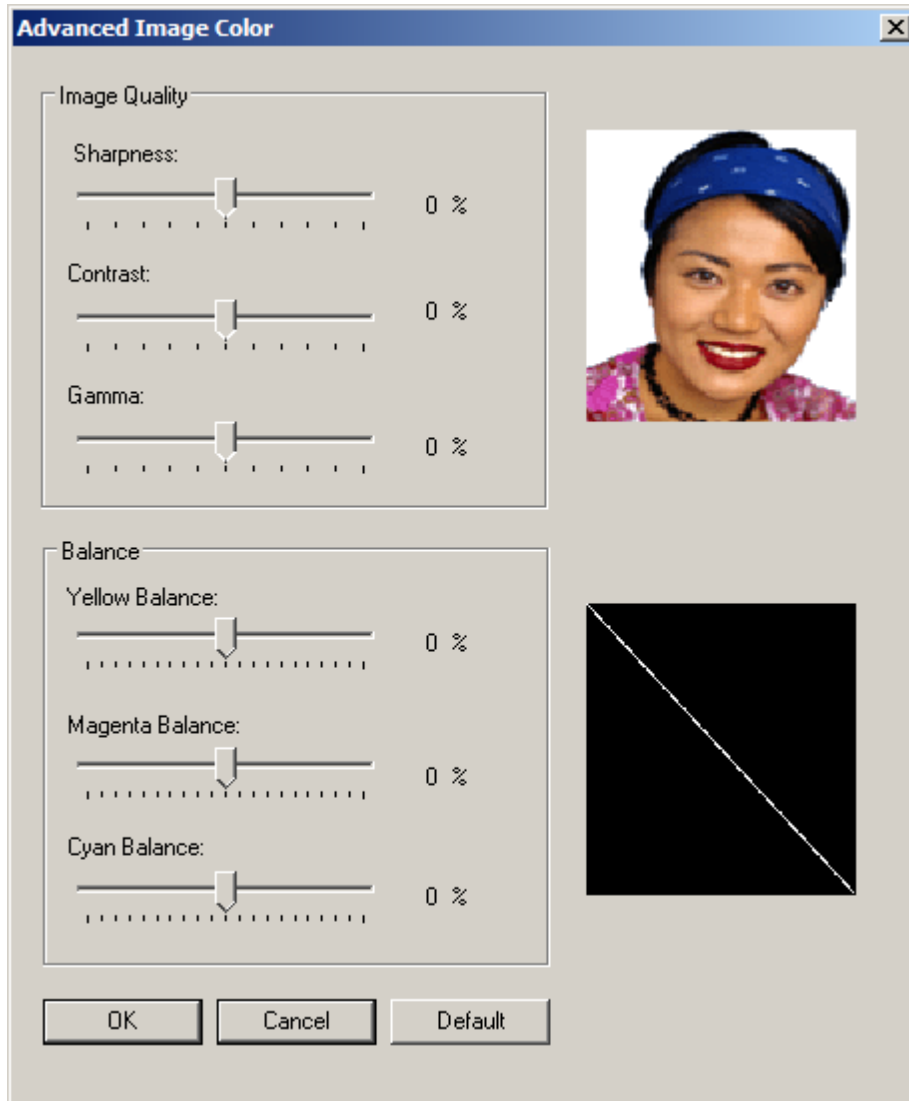 Advanced Image Color
Image Quality
Sharpness:
0 %
Contrast:
0 %
Gamma:
0 %
Balance
Yellow Balance:
0 %
Magenta Balance:
0 %
Cyan Balance:
0 %
OK
Cancel
Default